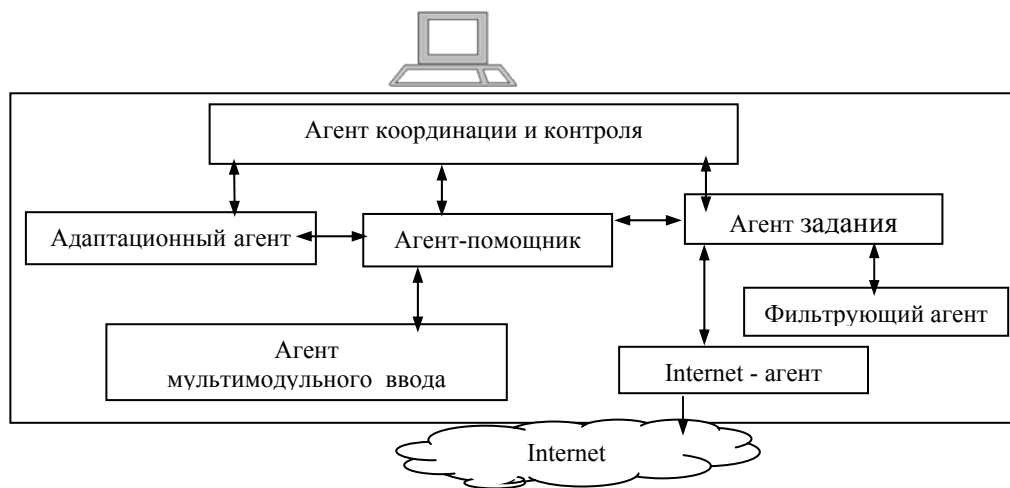 Агент координации и контроля
Адаптационный агент
Агент-помощник
Агент задания
Фильтрующий агент
Агент
мультимодульного ввода
Internet - агент
Internet